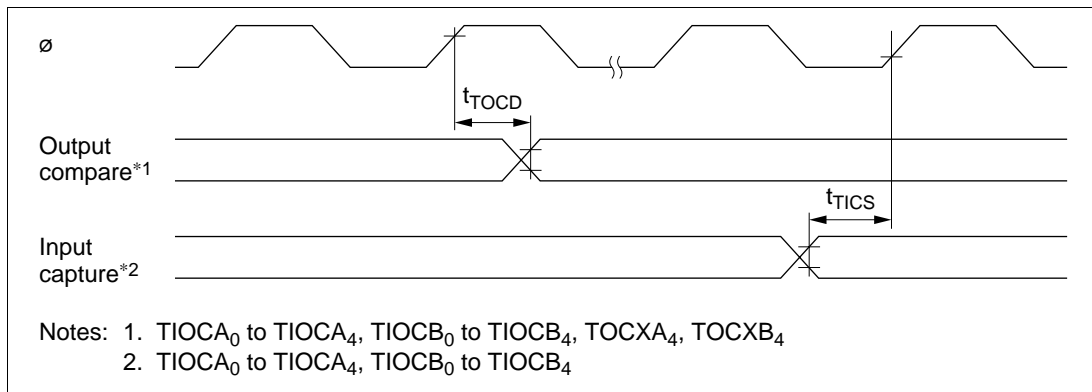 ø
tTOCD
Output
compare*1
tTICS
Input
capture*2
Notes: 1. TIOCA0 to TIOCA4, TIOCB0 to TIOCB4, TOCXA4, TOCXB4
2. TIOCA0 to TIOCA4, TIOCB0 to TIOCB4